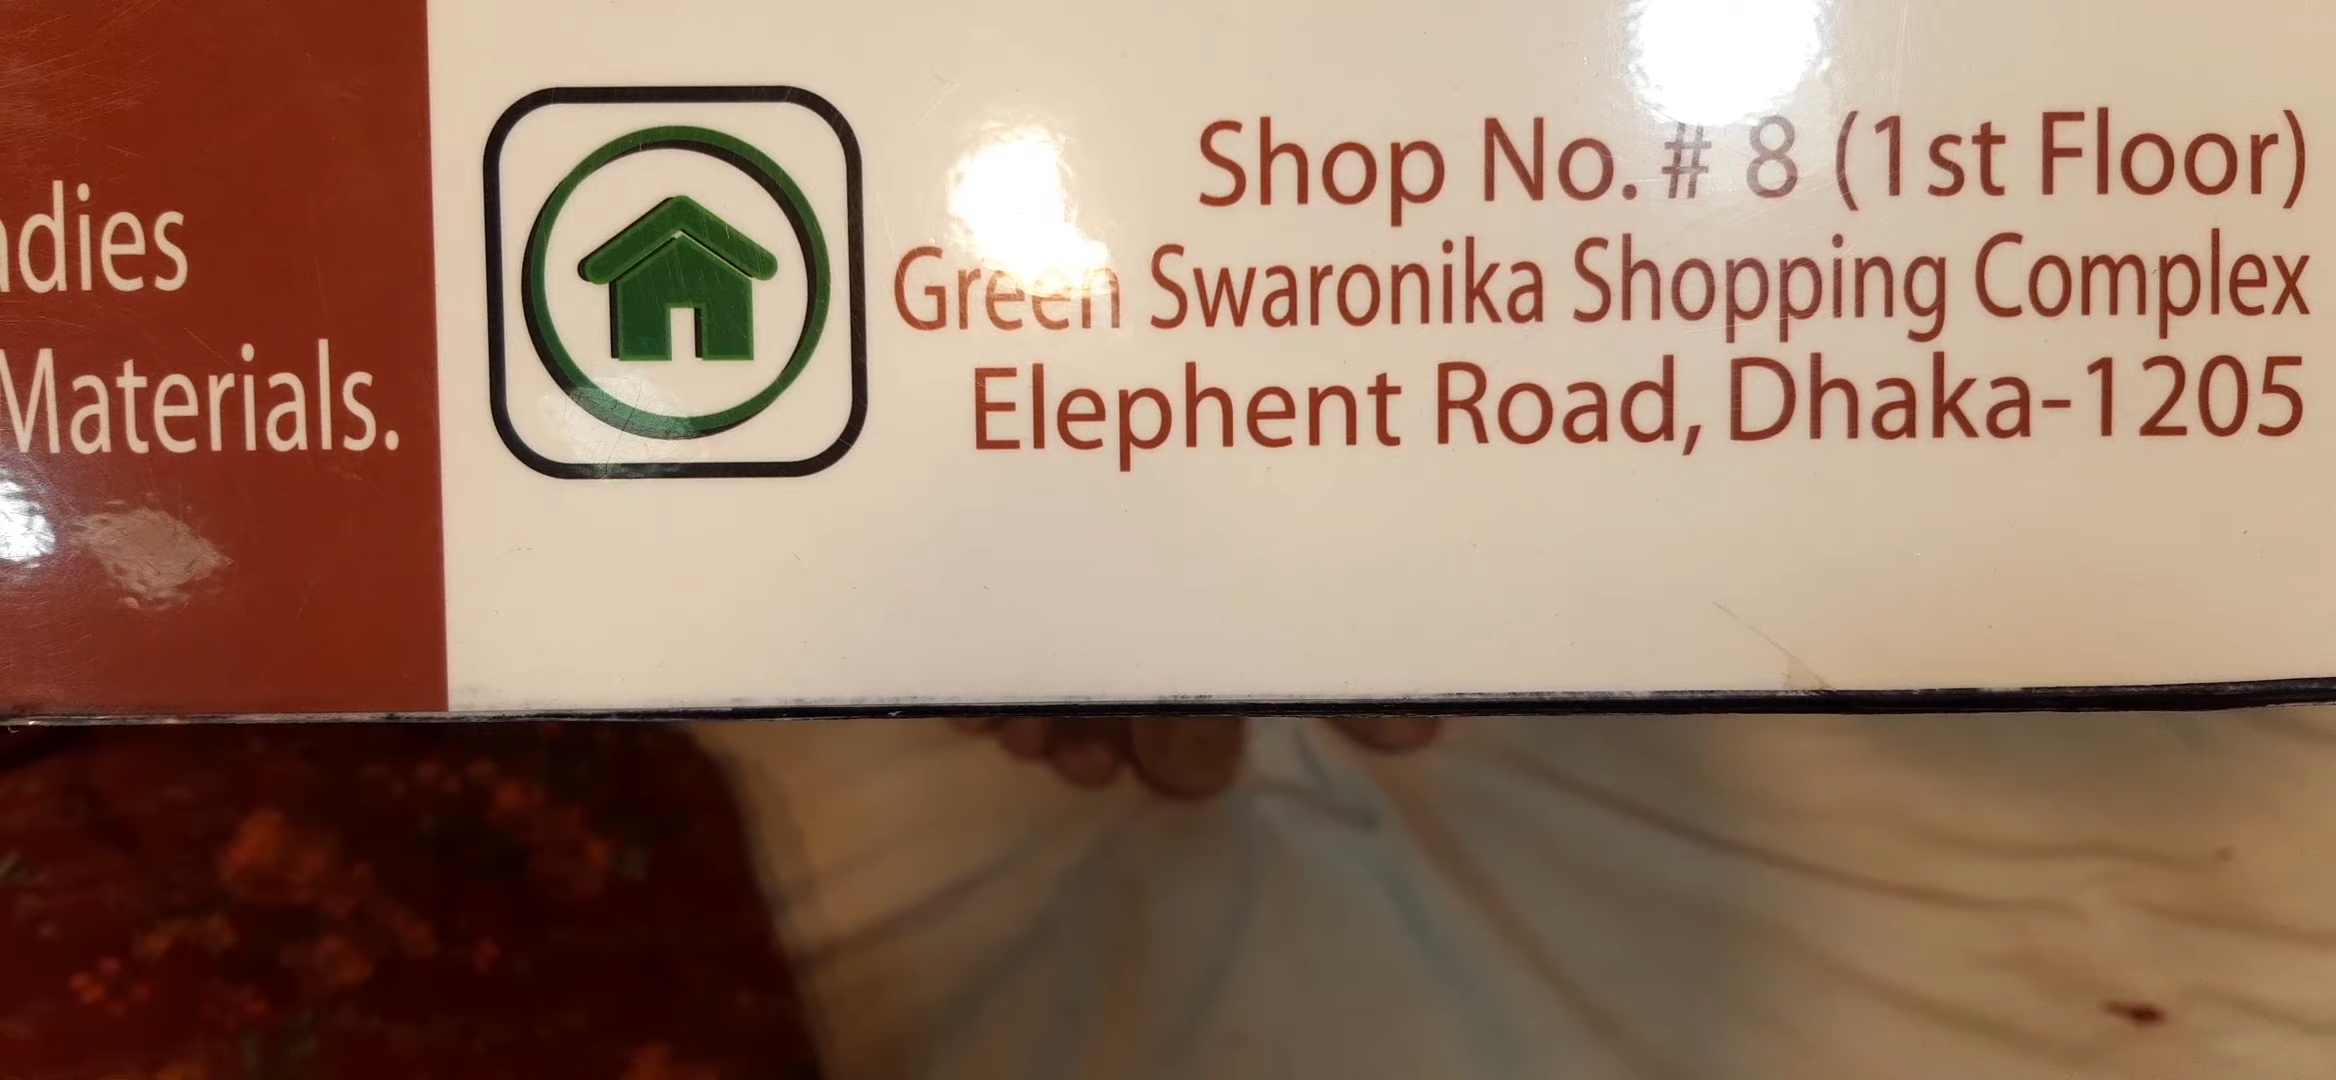 adies
Materials.
Shop No. # 8 (1st Floor)
Green Swaronika Shopping Complex
Elephent Road, Dhaka-1205